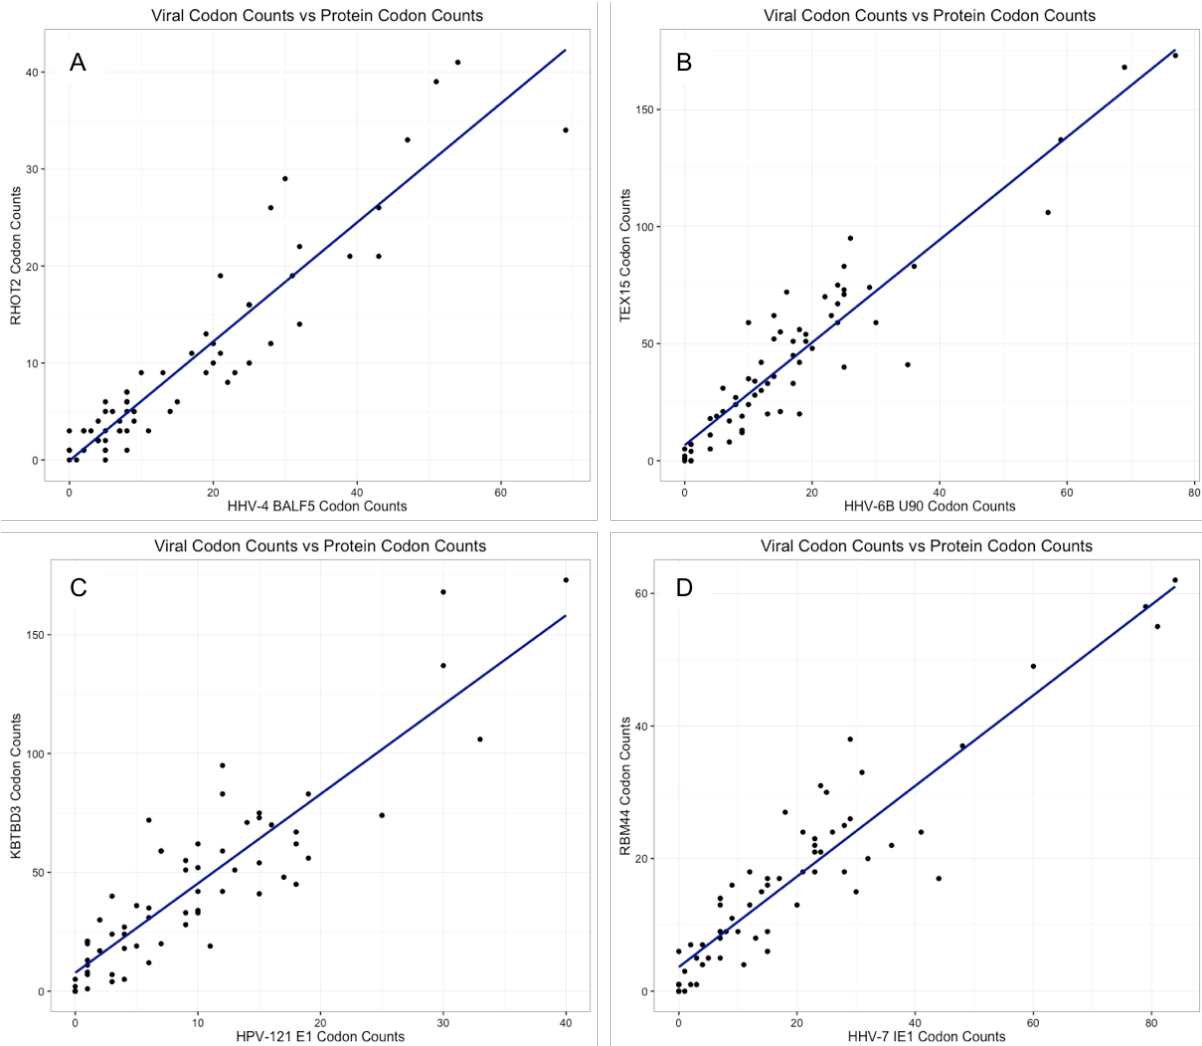 Viral Codon Counts vs Protein Codon Counts
A
RHOT2 Codon Counts
40
30
20
10
0
0 20 40 60
HHV-4 BALF5 Codon Counts
Viral Codon Counts vs Protein Codon Counts
B
TEX15 Codon Counts
150
100
50
0
0 20 40 60 80
HHV-6B U90 Codon Counts
Viral Codon Counts vs Protein Codon Counts
C
KBTBD3 Codon Counts
150
100
50
0
0 10 20 30 40
HPV-121 E1 Codon Counts
Viral Codon Counts vs Protein Codon Counts
D
RBM44 Codon Counts
60
40
20
0
0 20 40 60 80
HHV-7 IE1 Codon Counts